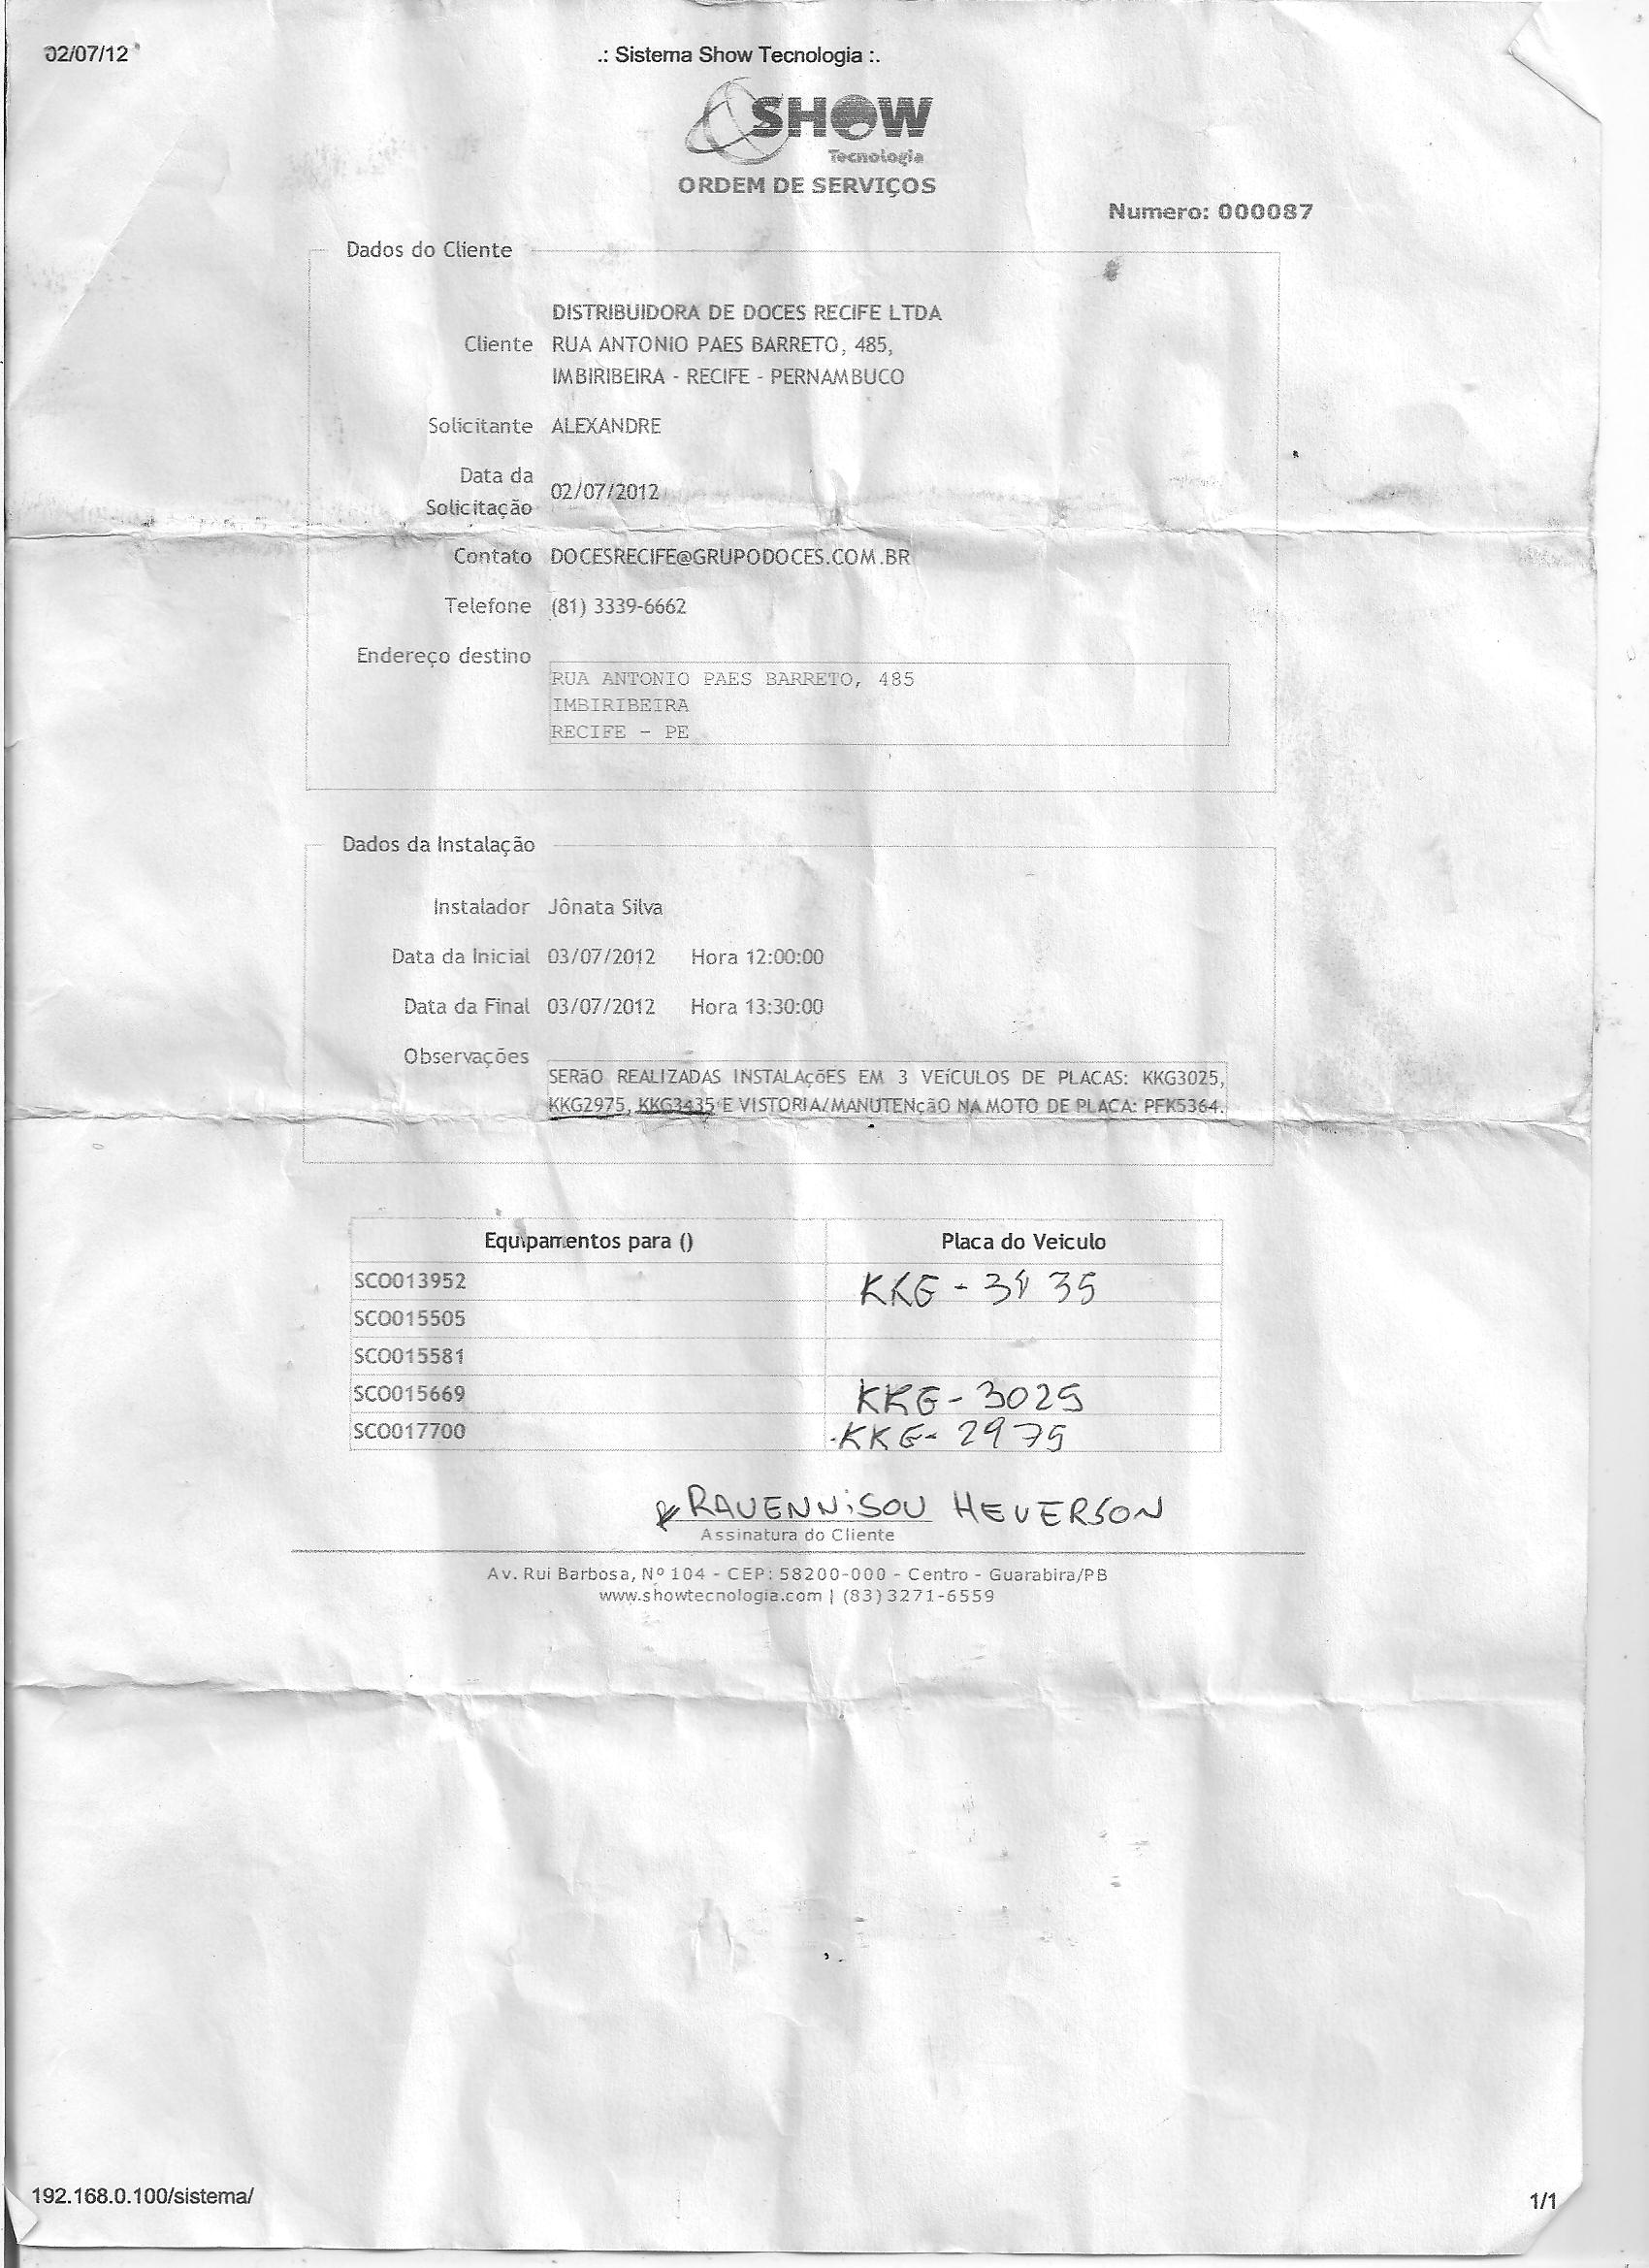 02/07/12
.: Sistema Show Tecnologia :.
SHOW
Tecnologia
ORDEM DE SERVIÇOS
Numero: 000087
Dados do Cliente
DISTRIBUIDORA DE DOCES RECIFE LTDA
Cliente RUA ANTONIO PAES BARRETO, 485,
IMBIRIBEIRA - RECIFE - PERNAMBUCO
Solicitante ALEXANDRE
Data da
Solicitação 02/07/2012
Contato DOCESRECIFE@GRUPODOCES.COM.BR
Telefone (81) 3339-6662
Endereço destino
RUA ANTONIO PAES BARRETO, 485
IMBIRIBEIRA
RECIFE - PE
Dados da Instalação
Instalador Jônata Silva
Data da Inicial 03/07/2012 Hora 12:00:00
Data da Final 03/07/2012 Hora 13:30:00
Observações
SERãO REALIZADAS INSTALAçõES EM 3 VEíCULOS DE PLACAS: KKG3025,
KKG2975, KKG3435 E VISTORIA/MANUTENçãO NA MOTO DE PLACA: PFK5364.
Equipamentos para () Placa do Veiculo
SCO013952 KKG - 3435
SCO015505
SCO015581
SCO015669 KKG - 3025
SCO017700 KKG - 2975
RAVENNISOU HEVERSON
Assinatura do Cliente
Av. Rui Barbosa, Nº 104 - CEP: 58200-000 - Centro - Guarabira/PB
www.showtecnologia.com | (83) 3271-6559
192.168.0.100/sistema/
1/1